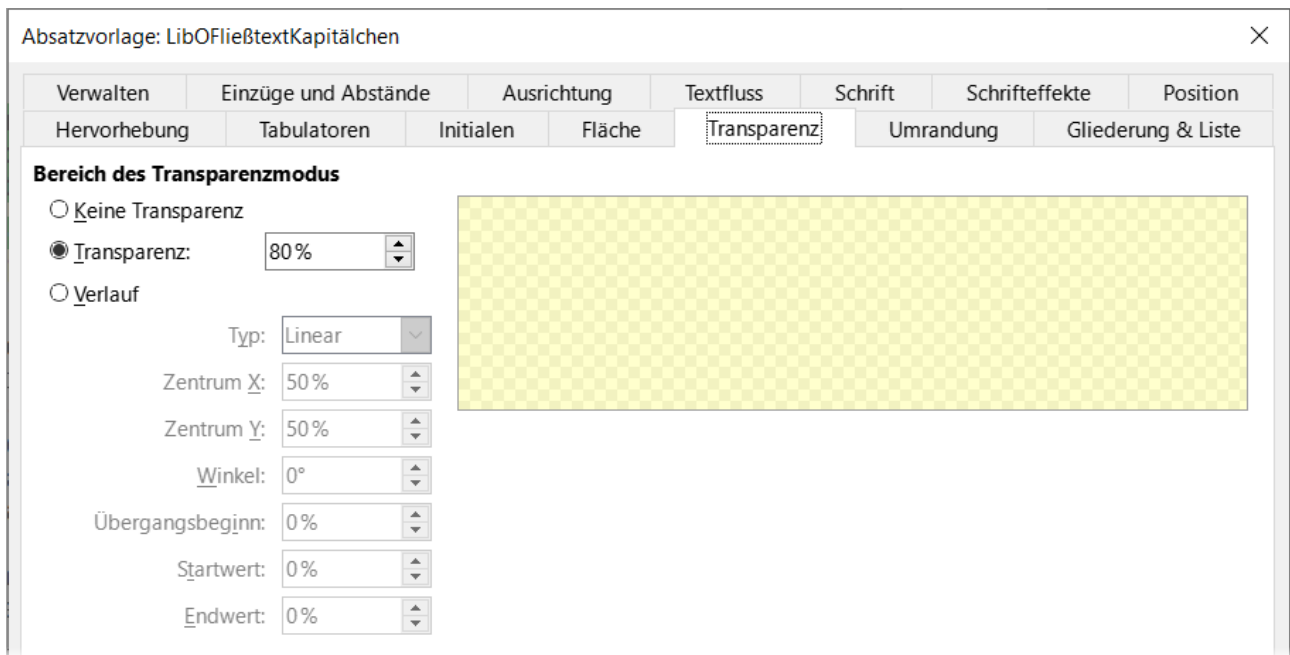 Absatzvorlage: LibOFließtextKapitälchen
Verwalten Einzüge und Abstände Ausrichtung Textfluss Schrift Schrifteffekte Position
Hervorhebung Tabulatoren Initialen Fläche Transparenz Umrandung Gliederung & Liste
Bereich des Transparenzmodus
Keine Transparenz
Transparenz: 80%
Verlauf
Typ: Linear
Zentrum X: 50%
Zentrum Y: 50%
Winkel: 0°
Übergangsbeginn: 0%
Startwert: 0%
Endwert: 0%